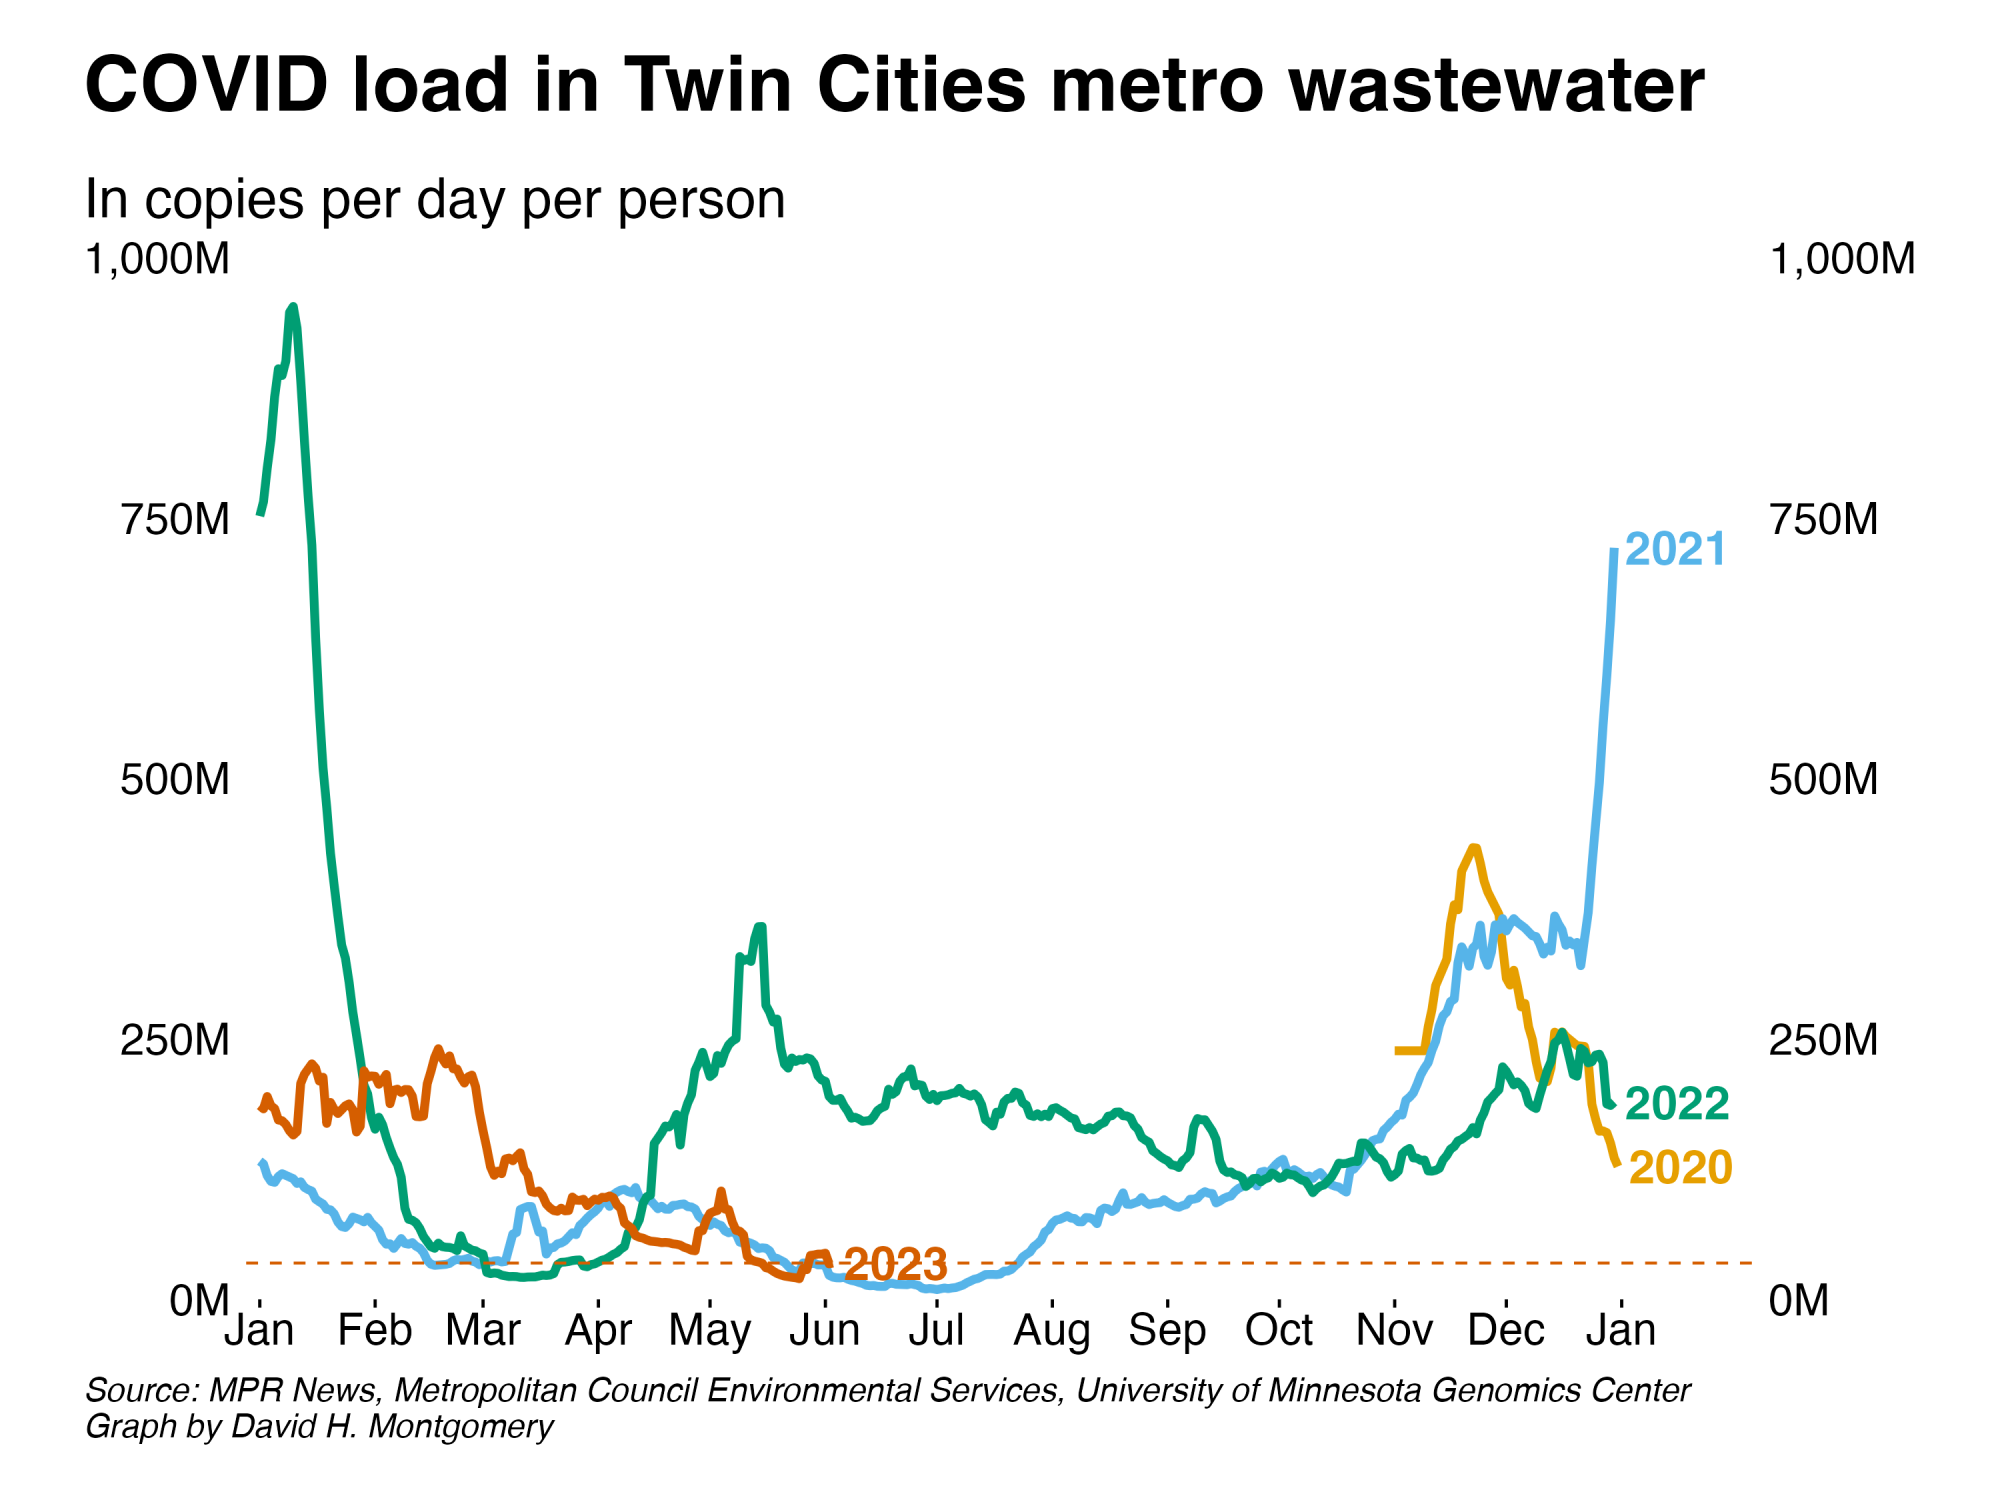 COVID load in Twin Cities metro wastewater
In copies per day per person
1,000M 1,000M
750M 750M
2021
500M 500M
250M 250M
2022
2020
2023
0M 0M
Jan Feb Mar Apr May Jun Jul Aug Sep Oct Nov Dec Jan
Source: MPR News, Metropolitan Council Environmental Services, University of Minnesota Genomics Center
Graph by David H. Montgomery